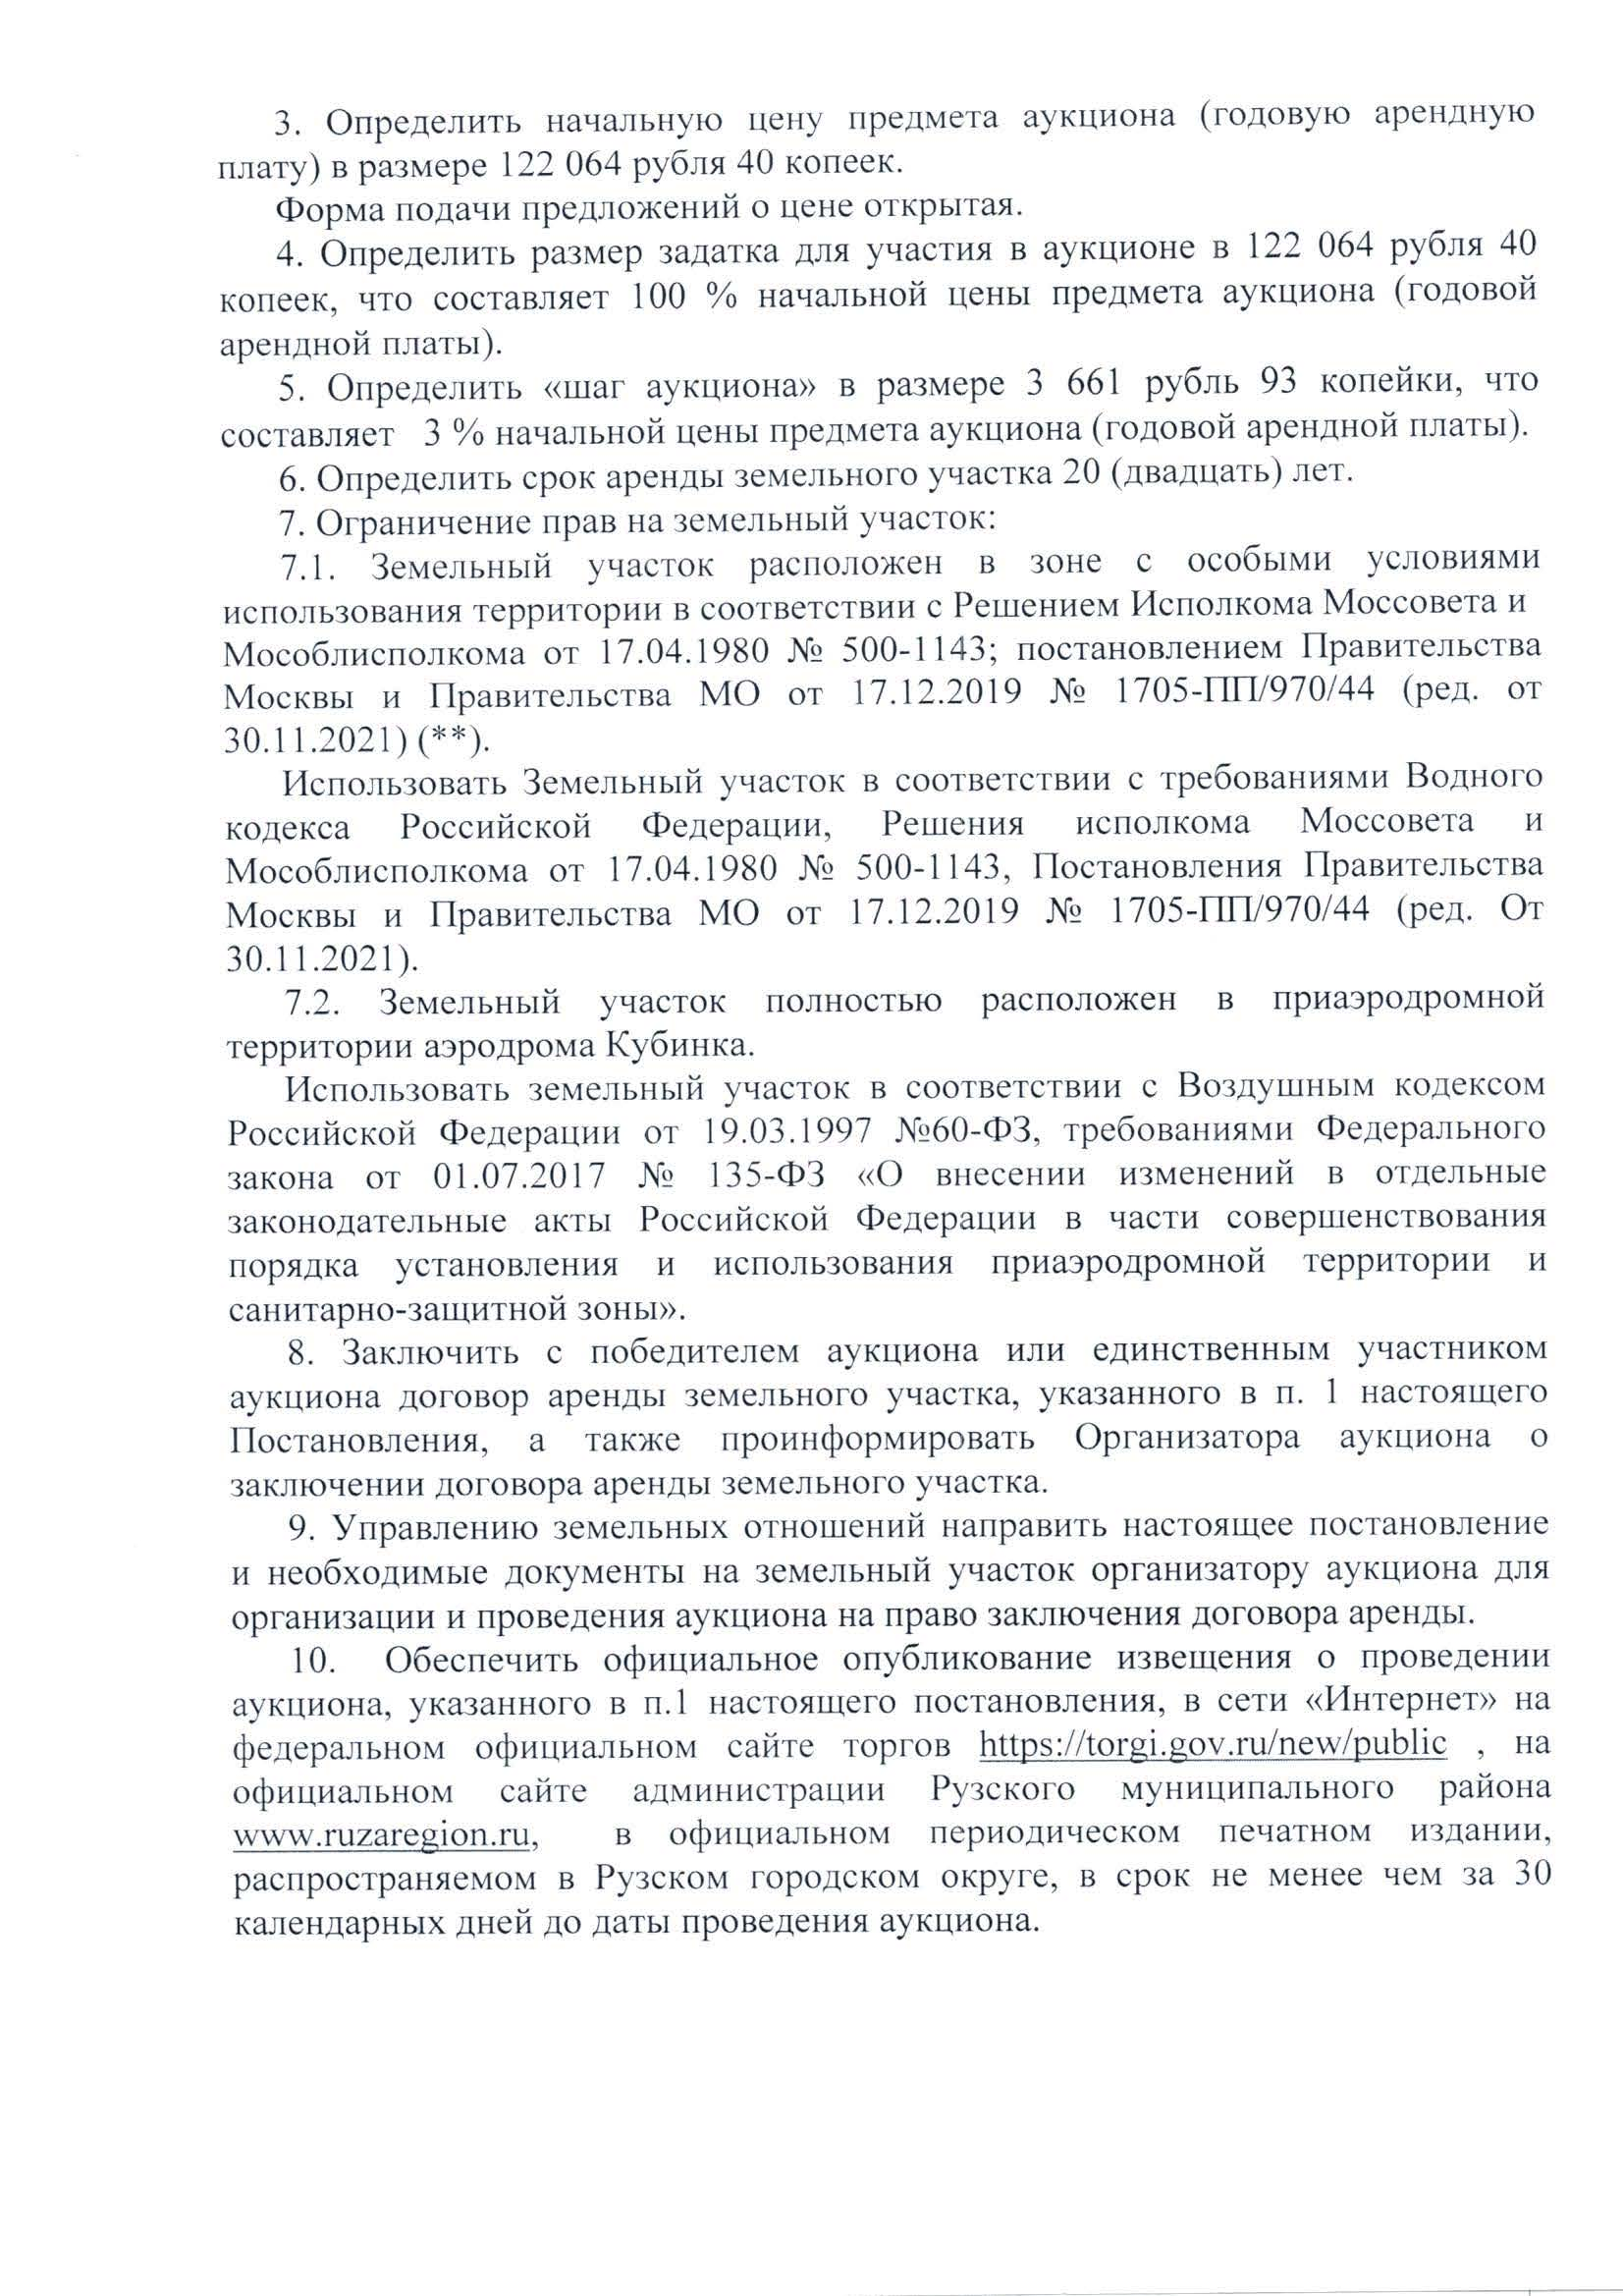 3. Определить начальную цену предмета аукциона (годовую арендную
плату) в размере 122 064 рубля 40 копеек.
Форма подачи предложений о цене открытая.
4. Определить размер задатка для участия в аукционе в 122 064 рубля 40
копеек, что составляет 100 % начальной цены предмета аукциона (годовой
арендной платы).
5. Определить «шаг аукциона» в размере 3 661 рубль 93 копейки, что
составляет 3 % начальной цены предмета аукциона (годовой арендной платы).
6. Определить срок аренды земельного участка 20 (двадцать) лет.
7. Ограничение прав на земельный участок:
7.1. Земельный участок расположен в зоне с особыми условиями
использования территории в соответствии с Решением Исполкома Моссовета и
Мособлисполкома от 17.04.1980 № 500-1143; постановлением Правительства
Москвы и Правительства МО от 17.12.2019 № 1705-ПП/970/44 (ред. от
30.11.2021) (**).
Использовать Земельный участок в соответствии с требованиями Водного
кодекса Российской Федерации, Решения исполкома Моссовета и
Мособлисполкома от 17.04.1980 № 500-1143, Постановления Правительства
Москвы и Правительства МО от 17.12.2019 № 1705-ПП/970/44 (ред. От
30.11.2021).
7.2. Земельный участок полностью расположен в приаэродромной
территории аэродрома Кубинка.
Использовать земельный участок в соответствии с Воздушным кодексом
Российской Федерации от 19.03.1997 №60-ФЗ, требованиями Федерального
закона от 01.07.2017 № 135-ФЗ «О внесении изменений в отдельные
законодательные акты Российской Федерации в части совершенствования
порядка установления и использования приаэродромной территории и
санитарно-защитной зоны».
8. Заключить с победителем аукциона или единственным участником
аукциона договор аренды земельного участка, указанного в п. 1 настоящего
Постановления, а также проинформировать Организатора аукциона о
заключении договора аренды земельного участка.
9. Управлению земельных отношений направить настоящее постановление
и необходимые документы на земельный участок организатору аукциона для
организации и проведения аукциона на право заключения договора аренды.
10. Обеспечить официальное опубликование извещения о проведении
аукциона, указанного в п.1 настоящего постановления, в сети «Интернет» на
федеральном официальном сайте торгов https://torgi.gov.ru/new/public , на
официальном сайте администрации Рузского муниципального района
www.ruzaregion.ru, в официальном периодическом печатном издании,
распространяемом в Рузском городском округе, в срок не менее чем за 30
календарных дней до даты проведения аукциона.